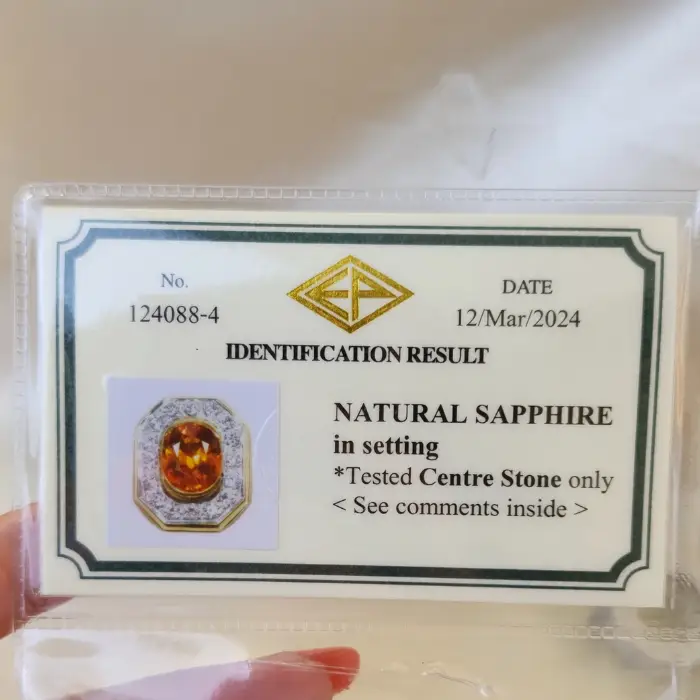 No.
124088-4
DATE
12/Mar/2024
IDENTIFICATION RESULT
NATURAL SAPPHIRE
in setting
*Tested Centre Stone only
< See comments inside >